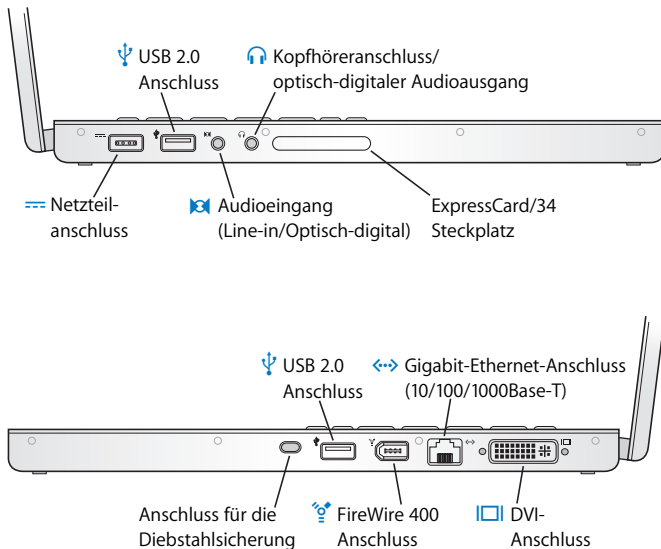 USB 2.0
Anschluss
Kopfhöreranschluss/
optisch-digitaler Audioausgang
Netzteil-
anschluss
Audioeingang
(Line-in/Optisch-digital)
ExpressCard/34
Steckplatz
USB 2.0
Anschluss
Gigabit-Ethernet-Anschluss
(10/100/1000Base-T)
Anschluss für die
Diebstahlsicherung
FireWire 400
Anschluss
DVI-
Anschluss